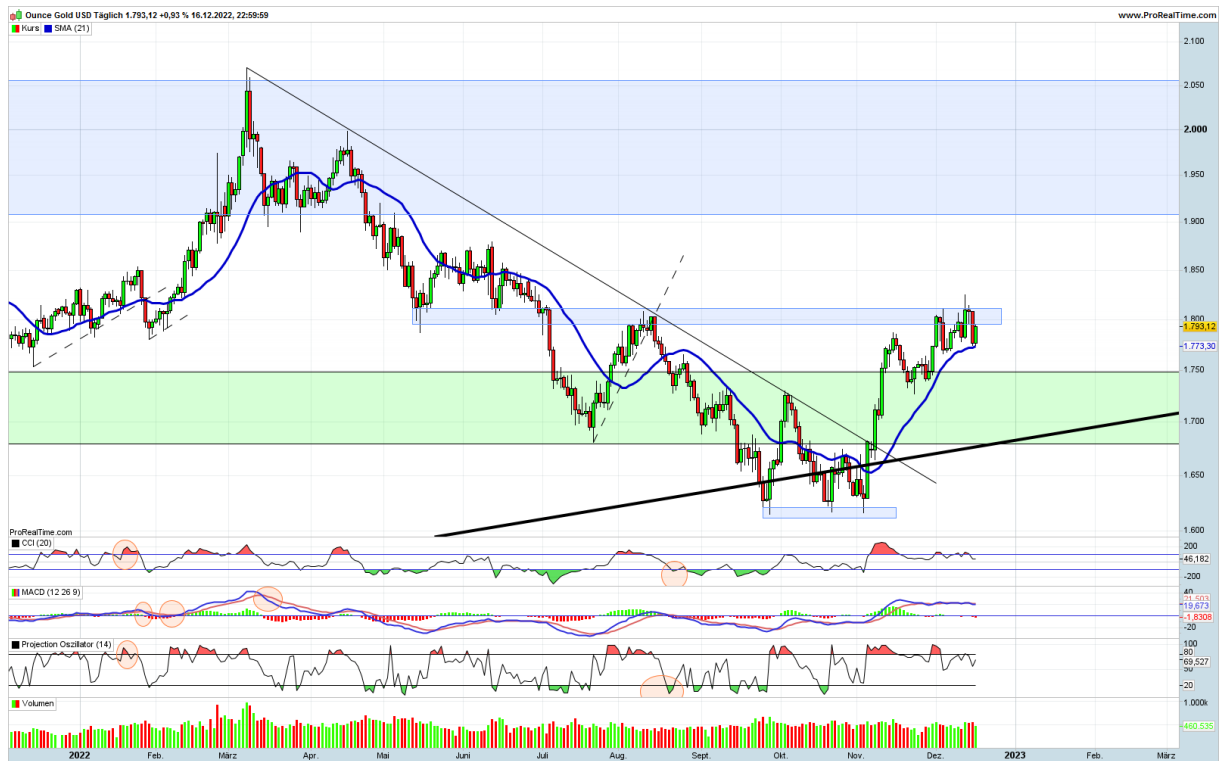 Ounce Gold USD Täglich 1.793,12 +0,93 % 16.12.2022, 22:59:59
www.ProRealTime.com
Kurs SMA (21)
2.100
2.050
2.000
1.950
1.900
1.850
1.800
1.793,12
1.773,30
1.750
1.700
1.650
1.600
ProRealTime.com
CCI (20)
200
46,182
-200
MACD (12 26 9)
40
21,503
19,673
-1,8308
-20
Projection Oszillator (14)
100
80
69,527
50
20
Volumen
1.000k
460.535
2022 Feb. März Apr. Mai Juni Juli Aug. Sept. Okt. Nov. Dez. 2023 Feb. März